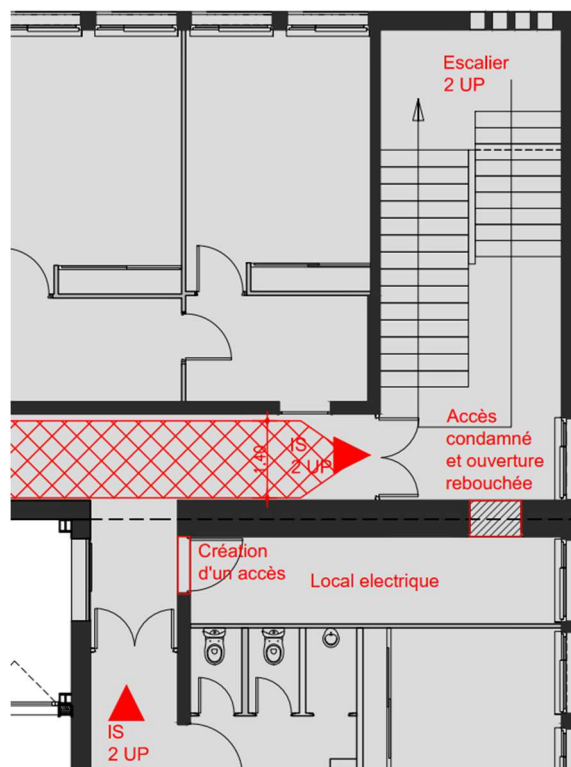 Escalier
2 UP
Accès
condamné
et ouverture
rebouchée
IS
2 UP
1.40
Création
d'un accès
Local electrique
IS
2 UP